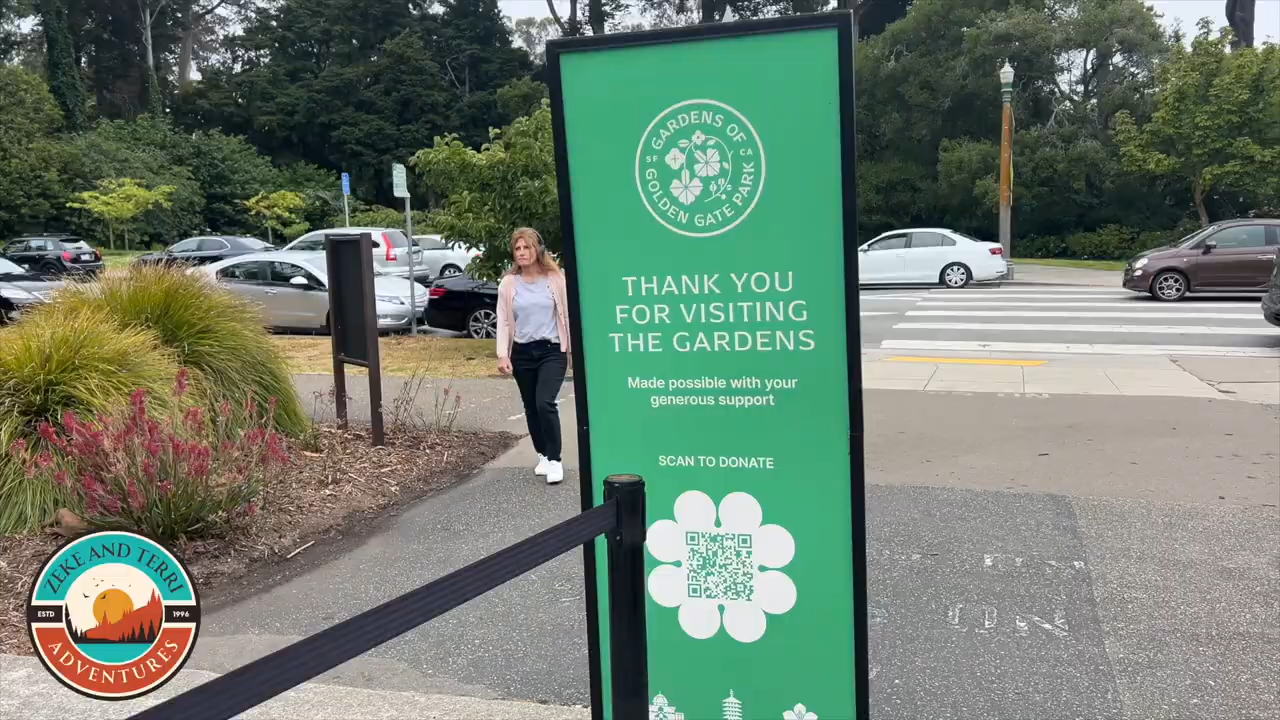 GARDENS OF
SF CA
GOLDEN GATE PARK
THANK YOU
FOR VISITING
THE GARDENS
Made possible with your
generous support
SCAN TO DONATE
ZEKE AND TERRI
ESTD 1996
ADVENTURES